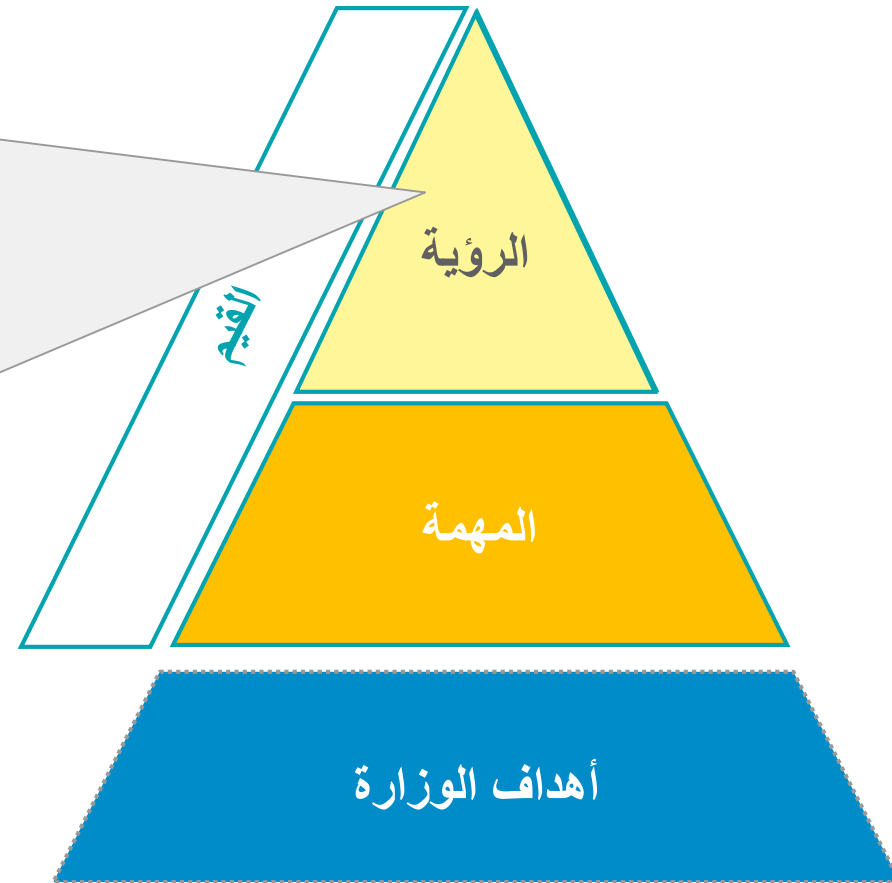 الرؤية
القيم
المهمة
أهداف الوزارة